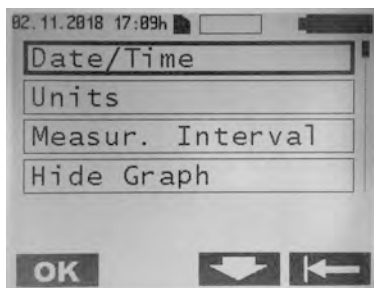 02.11.2018 17:09h
Date/Time
Units
Measur. Interval
Hide Graph
OK